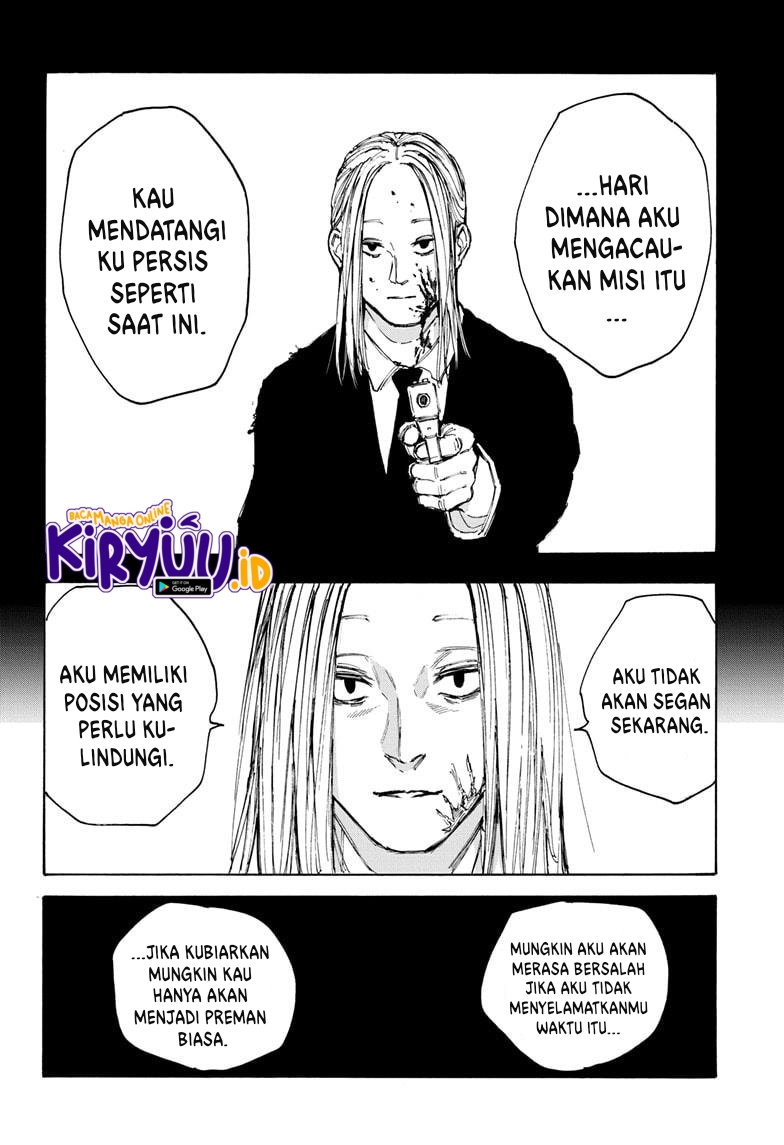 ...HARI
DIMANA AKU
MENGACAU-
KAN MISI ITU
...
KAU
MENDATANGI
KU PERSIS
SEPERTI
SAAT INI.
BACA MANGA ONLINE
KIRYUU.ID
GET IT ON
Google Play
AKU TIDAK
AKAN SEGAN
SEKARANG.
AKU MEMILIKI
POSISI YANG
PERLU KU-
LINDUNGI.
MUNGKIN AKU AKAN
MERASA BERSALAH
JIKA AKU TIDAK
MENYELAMATKANMU
WAKTU ITU...
...JIKA KUBIARKAN
MUNGKIN KAU
HANYA AKAN
MENJADI PREMAN
BIASA.